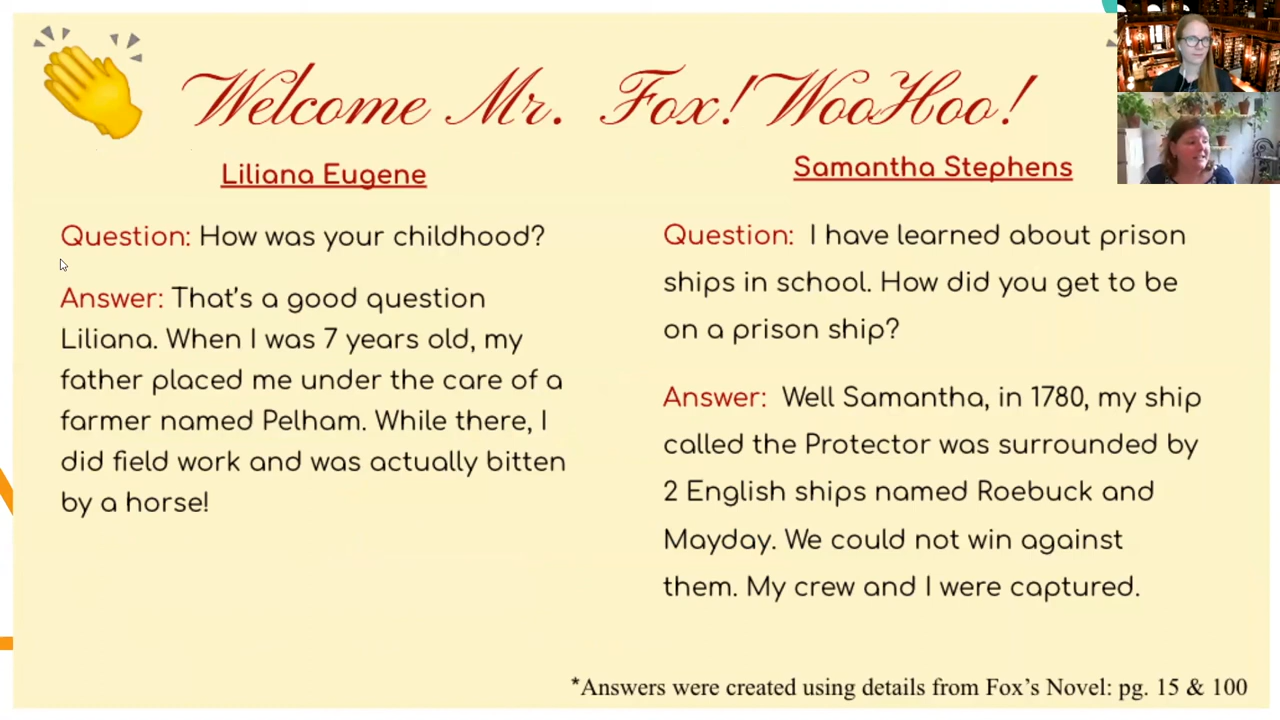 Welcome Mr. Fox! WooHoo!
Liliana Eugene
Question: How was your childhood?
Answer: That's a good question
Liliana. When I was 7 years old, my
father placed me under the care of a
farmer named Pelham. While there, I
did field work and was actually bitten
by a horse!
Samantha Stephens
Question: I have learned about prison
ships in school. How did you get to be
on a prison ship?
Answer: Well Samantha, in 1780, my ship
called the Protector was surrounded by
2 English ships named Roebuck and
Mayday. We could not win against
them. My crew and I were captured.
*Answers were created using details from Fox's Novel: pg. 15 & 100